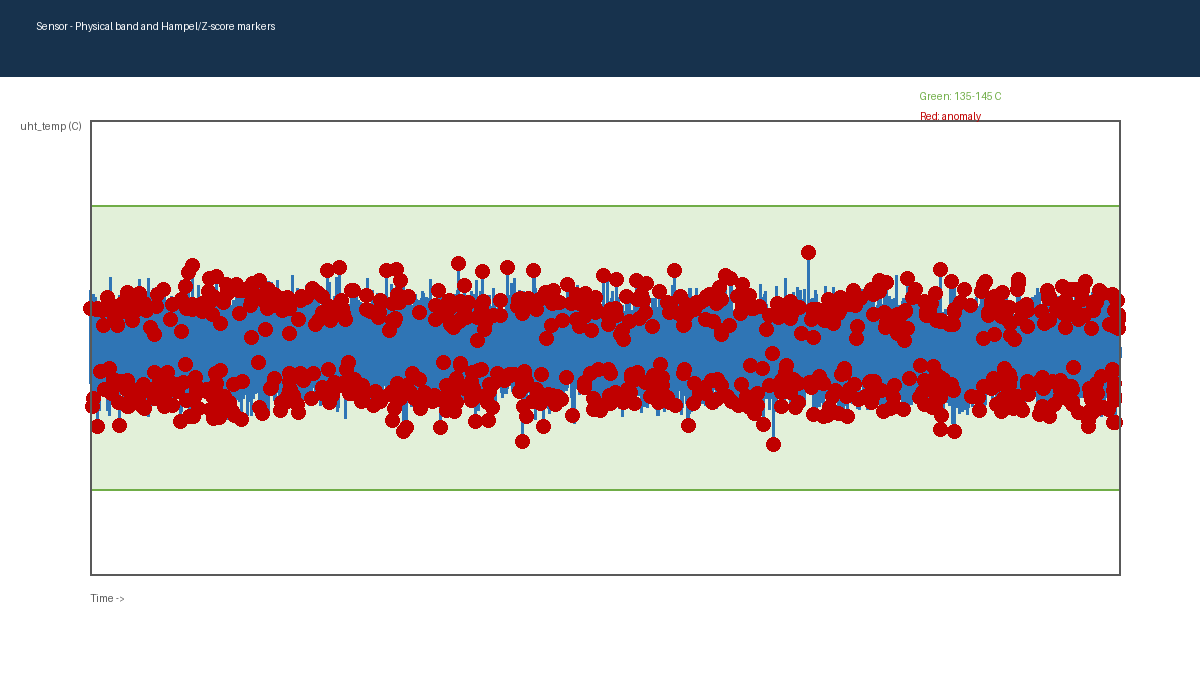 Sensor - Physical band and Hampel/Z-score markers
Green: 135-145 C
Red: anomaly
uht_temp (C)
Time ->